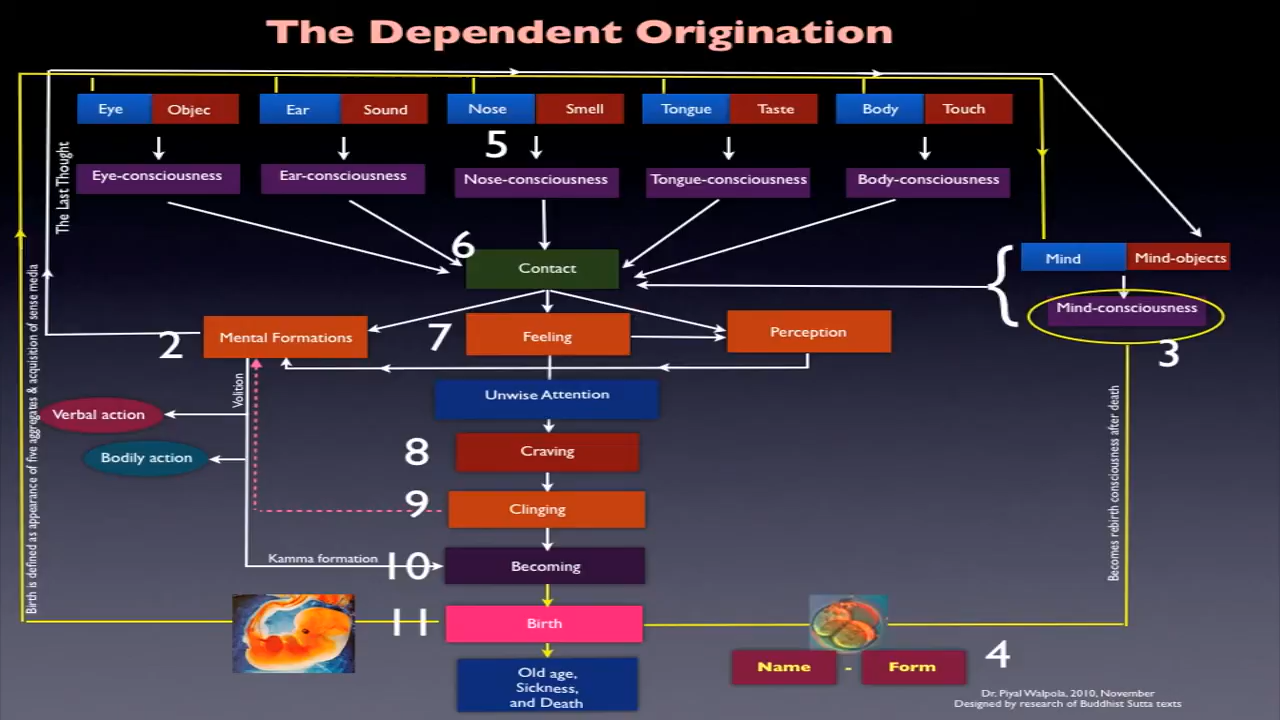 The Dependent Origination
Eye
Objec
Ear
Sound
Nose
Smell
Tongue
Taste
Body
Touch
5
Eye-consciousness
Ear-consciousness
Nose-consciousness
Tongue-consciousness
Body-consciousness
The Last Thought
6
Contact
{
Mind
Mind-objects
Mind-consciousness
3
2
Mental Formations
7
Feeling
Perception
Volition
Unwise Attention
Verbal action
Bodily action
8
Craving
9
Clinging
Kamma formation
10
Becoming
11
Birth
Birth is defined as appearance of five aggregates & acquisition of sense media
Becomes rebirth consciousness after death
Old age,
Sickness,
and Death
Name - Form
4
Dr. Piyal Walpola, 2010, November
Designed by research of Buddhist Sutta texts